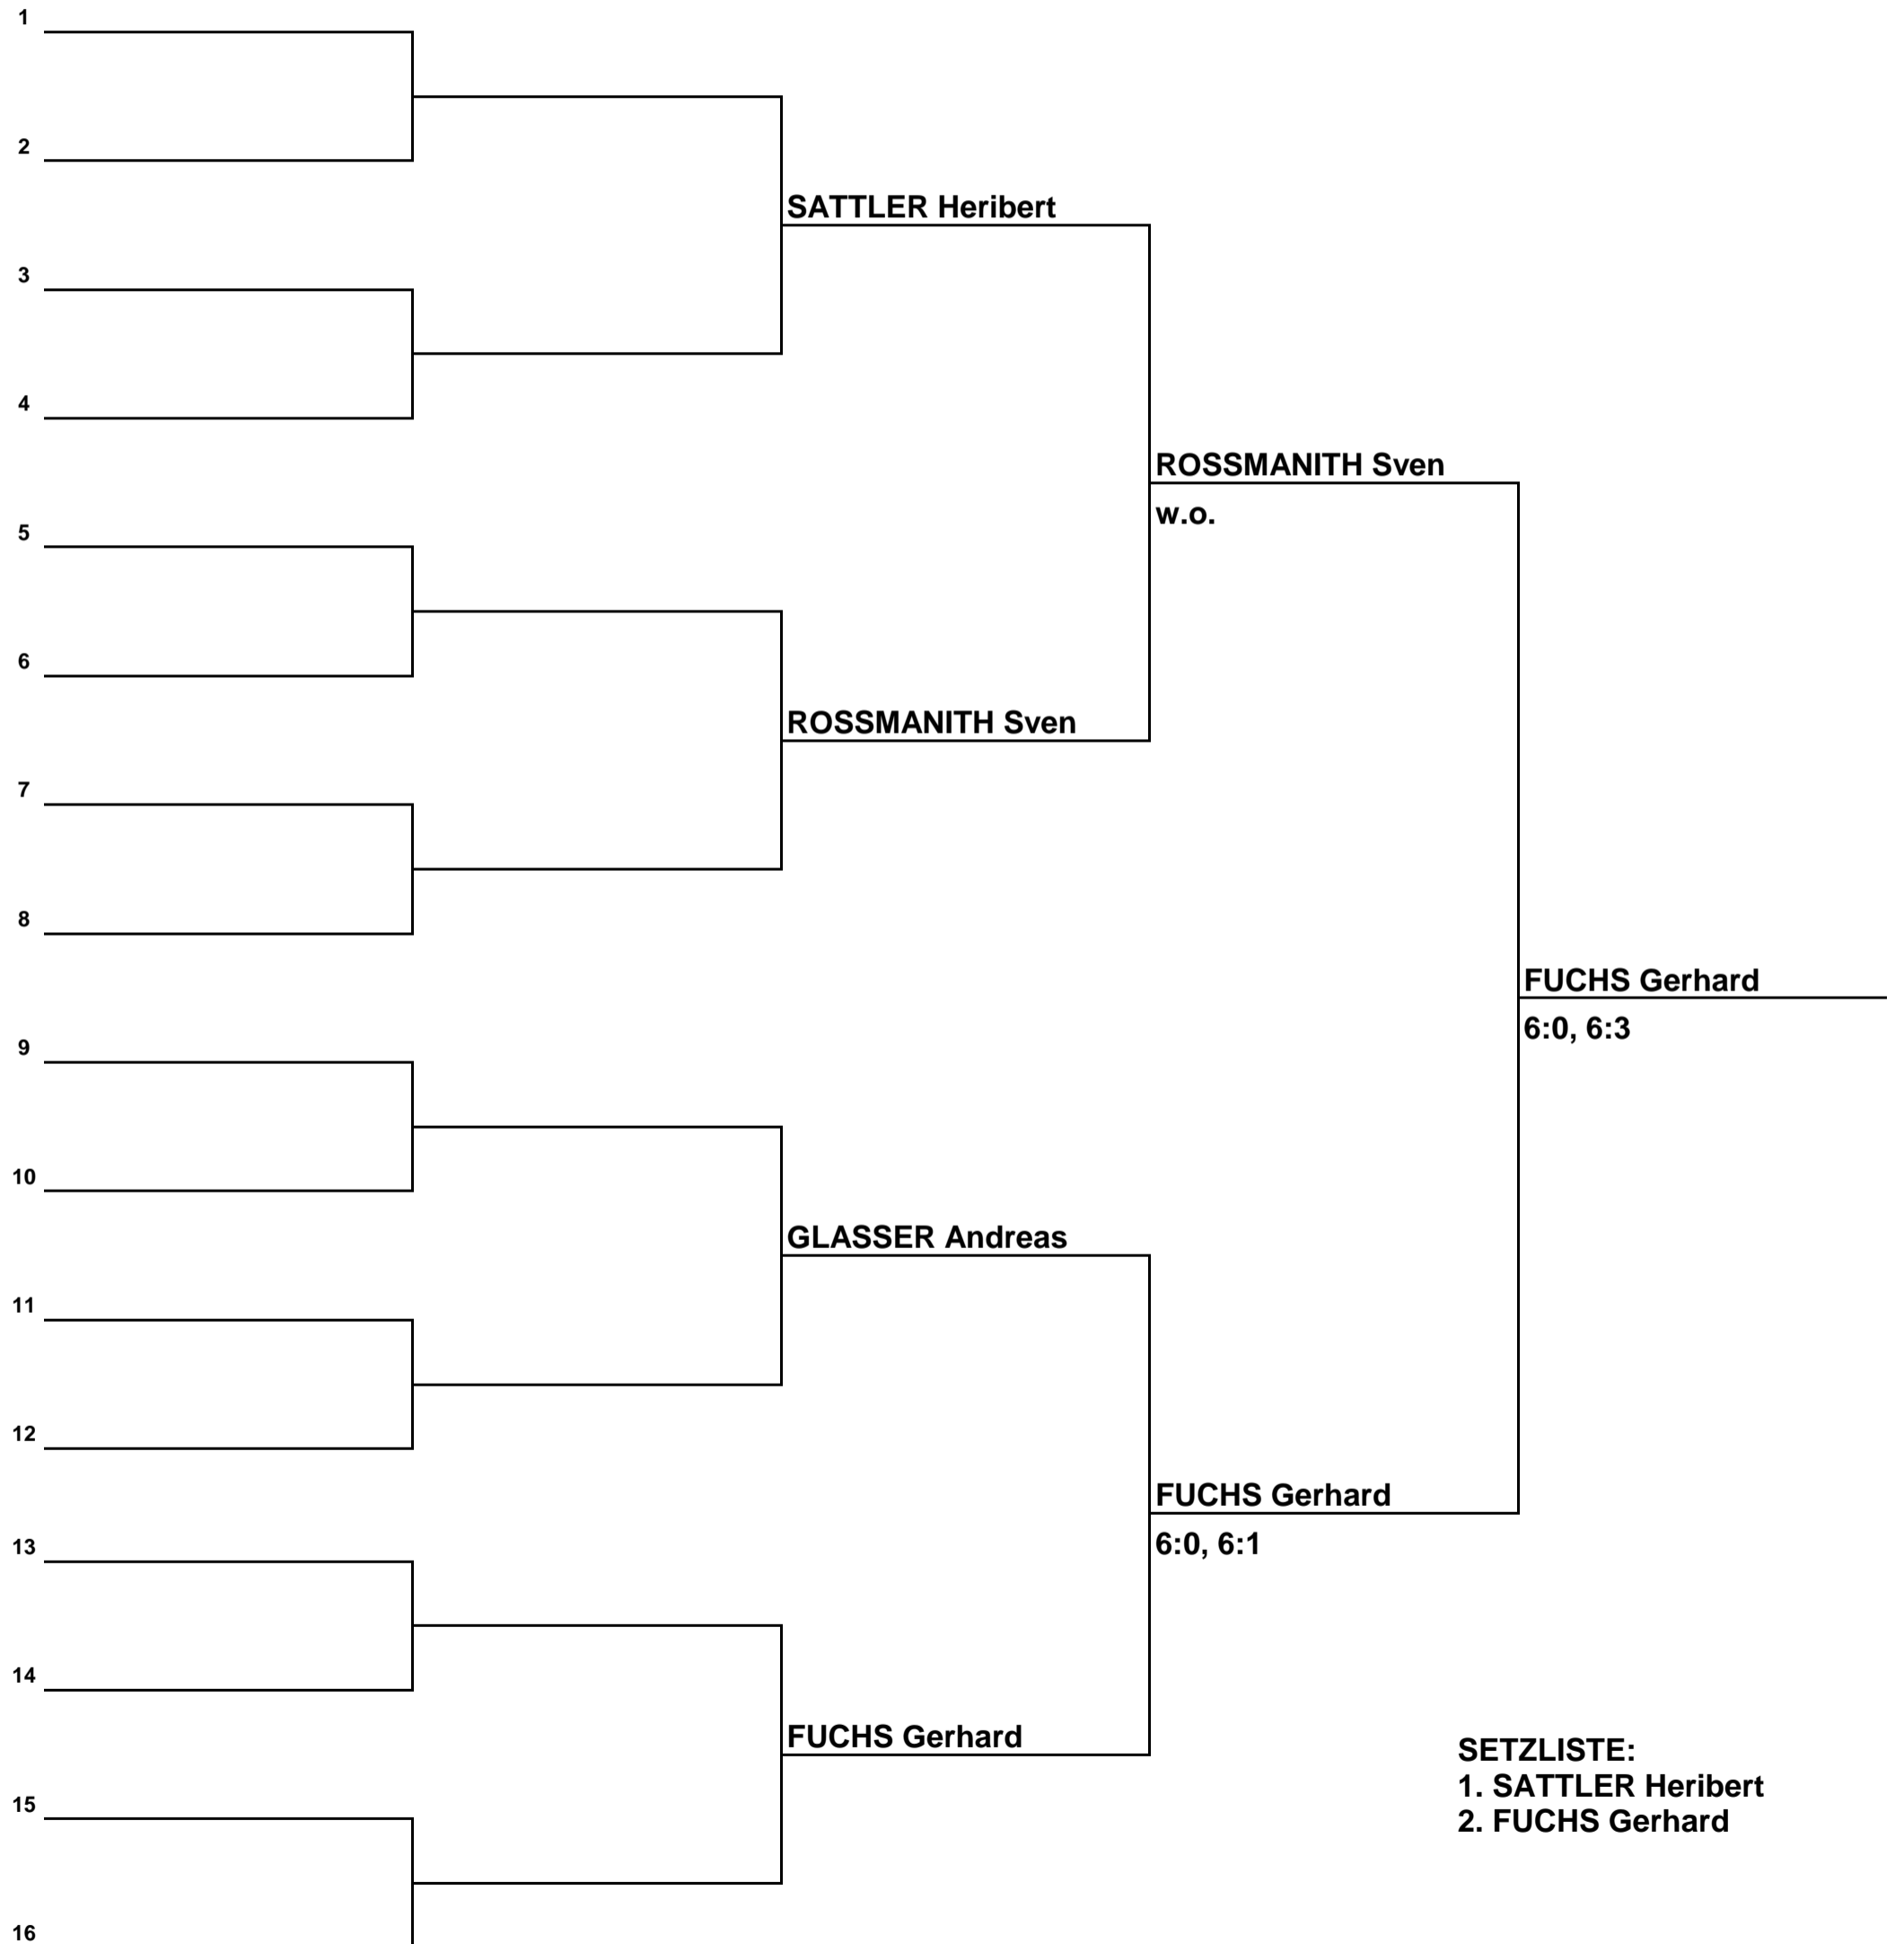 1
2
SATTLER Heribert
3
4
ROSSMANITH Sven
w.o.
5
6
ROSSMANITH Sven
7
8
FUCHS Gerhard
6:0, 6:3
9
10
GLASSER Andreas
11
12
FUCHS Gerhard
6:0, 6:1
13
14
FUCHS Gerhard
SETZLISTE:
1. SATTLER Heribert
2. FUCHS Gerhard
15
16